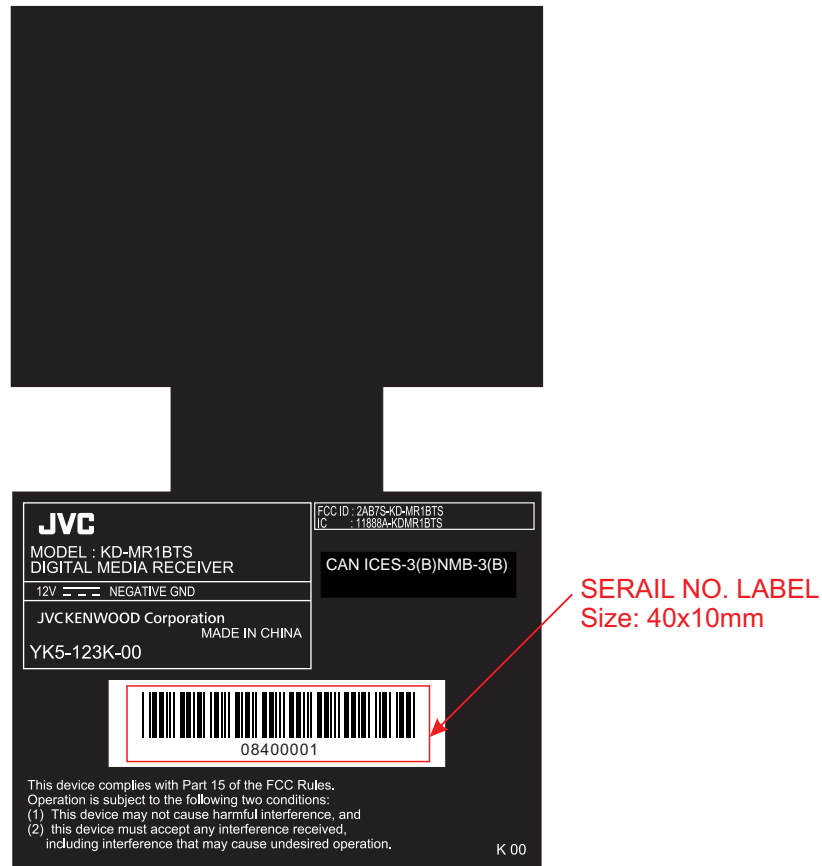 JVC
MODEL : KD-MR1BTS
DIGITAL MEDIA RECEIVER
12V NEGATIVE GND
JVCKENWOOD Corporation
MADE IN CHINA
YK5-123K-00
FCC ID : 2AB7S-KD-MR1BTS
IC : 11888A-KDMR1BTS
CAN ICES-3(B)NMB-3(B)
SERAIL NO. LABEL
Size: 40x10mm
08400001
This device complies with Part 15 of the FCC Rules.
Operation is subject to the following two conditions:
(1) This device may not cause harmful interference, and
(2) this device must accept any interference received,
including interference that may cause undesired operation.
K 00